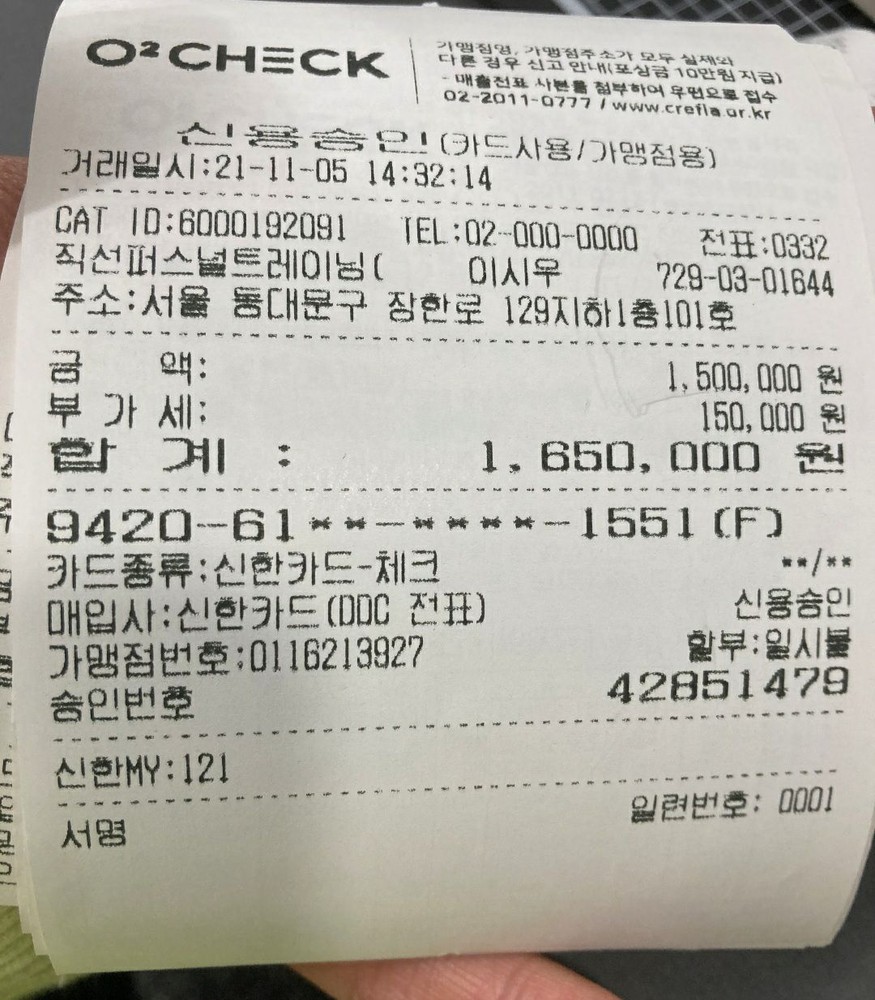 O²CHECK
가맹점명, 가맹점주소가 모두 실제와
다른 경우 신고 안내(포상금 10만원 지급)
- 매출전표 사본을 첨부하여 우편으로 접수
02-2011-0777 / www.crefia.or.kr
신용승인(카드사용/가맹점용)
거래일시:21-11-05 14:32:14
CAT ID:6000192091 TEL:02-000-0000 전표:0332
직선퍼스널트레이닝( 이시우 729-03-01644
주소:서울 동대문구 장한로 129지하1층101호
금 액: 1,500,000 원
부 가 세: 150,000 원
합 계 : 1,650,000 원
9420-61**-****-1551(F)
카드종류:신한카드-체크 **/**
매입사:신한카드(DDC 전표) 신용승인
가맹점번호:0116213927 할부:일시불
승인번호 42851479
신한MY:121
일련번호: 0001
서명